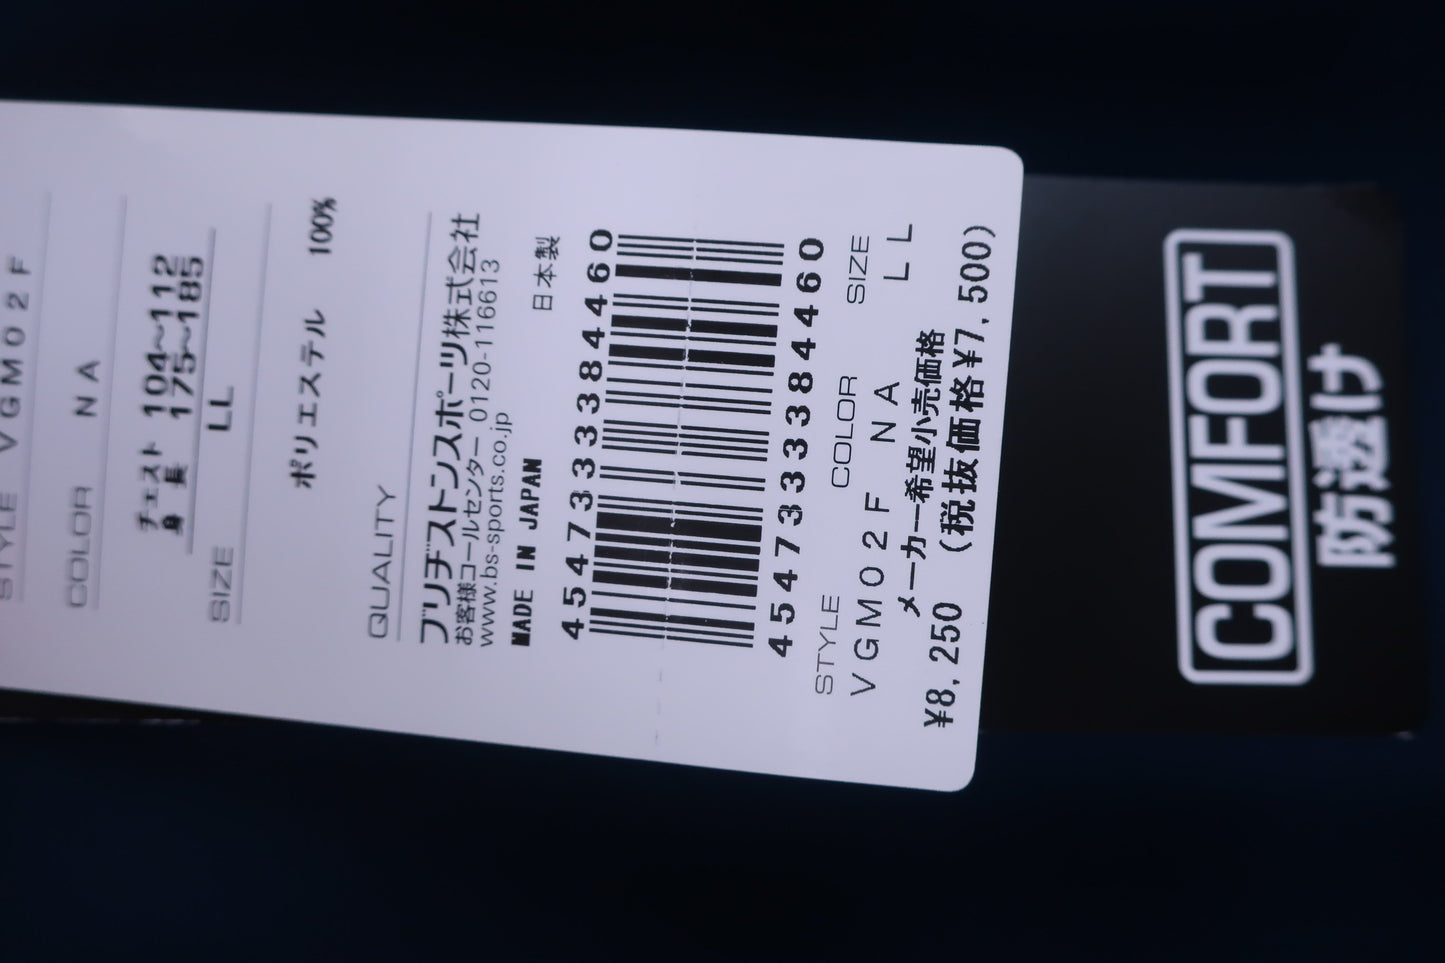 STYLE VGM02F
COLOR NA
チェスト 104～112
身 長 175～185
SIZE LL
ポリエステル 100%
QUALITY
ブリヂストンスポーツ株式会社
お客様コールセンター 0120-116613
www.bs-sports.co.jp
MADE IN JAPAN 日本製
4547333384460
4547333384460
STYLE COLOR SIZE
VGM02F NA LL
メーカー希望小売価格
¥8,250 (税抜価格¥7,500)
COMFORT
防透け